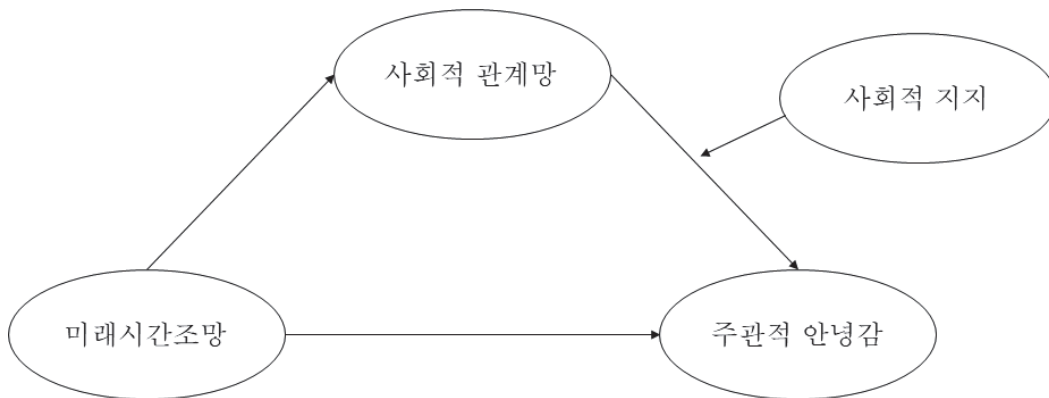 사회적 관계망
사회적 지지
미래시간조망
주관적 안녕감